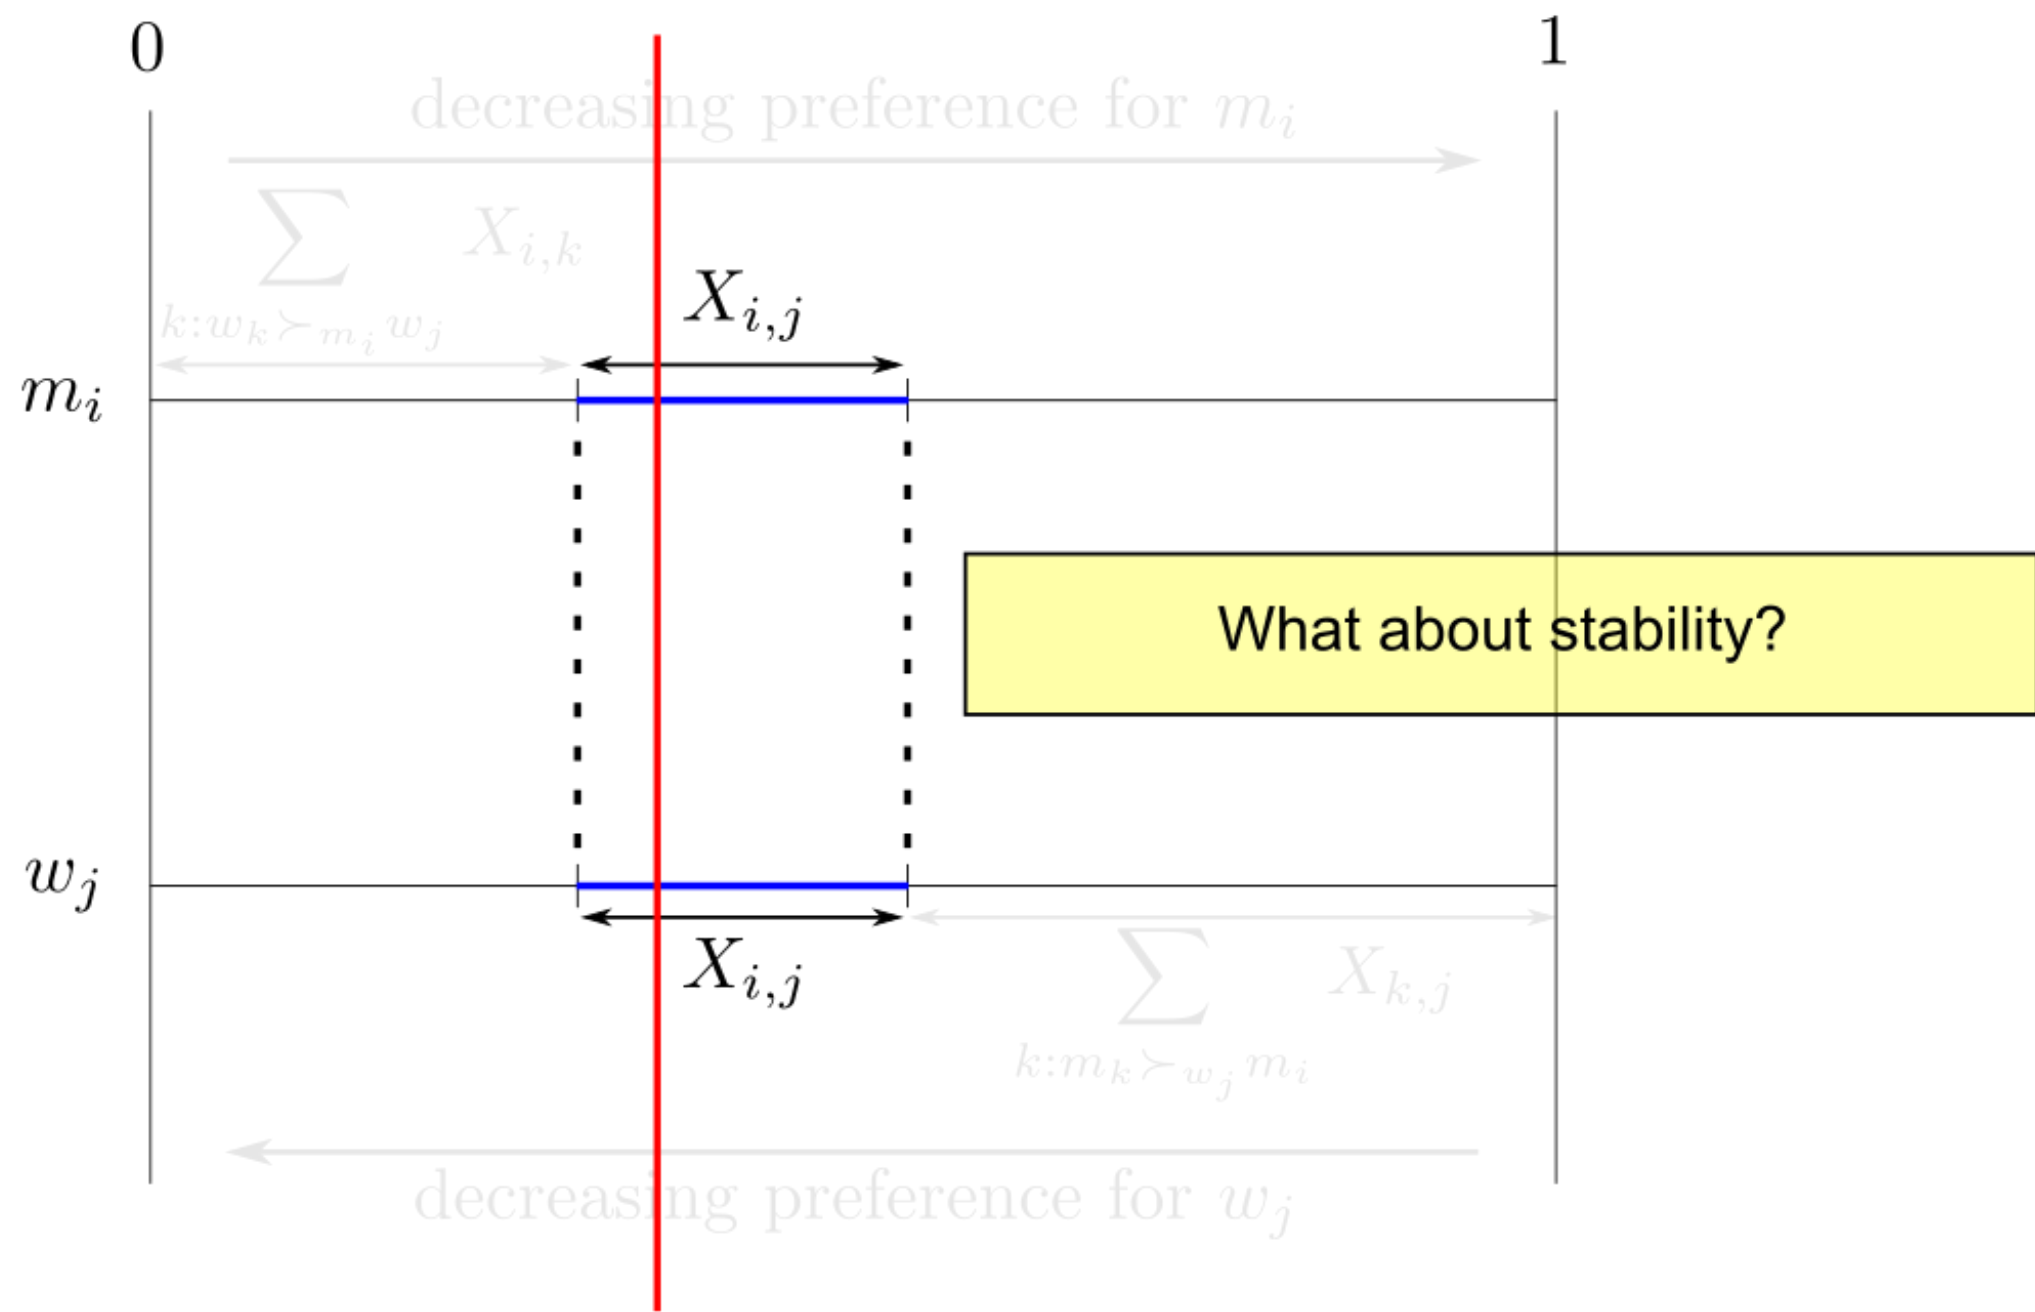 0 1
decreasing preference for m_i
∑ X_{i,k}
k:w_k ≻_{m_i} w_j
X_{i,j}
m_i
What about stability?
w_j
X_{i,j}
∑ X_{k,j}
k:m_k ≻_{w_j} m_i
decreasing preference for w_j